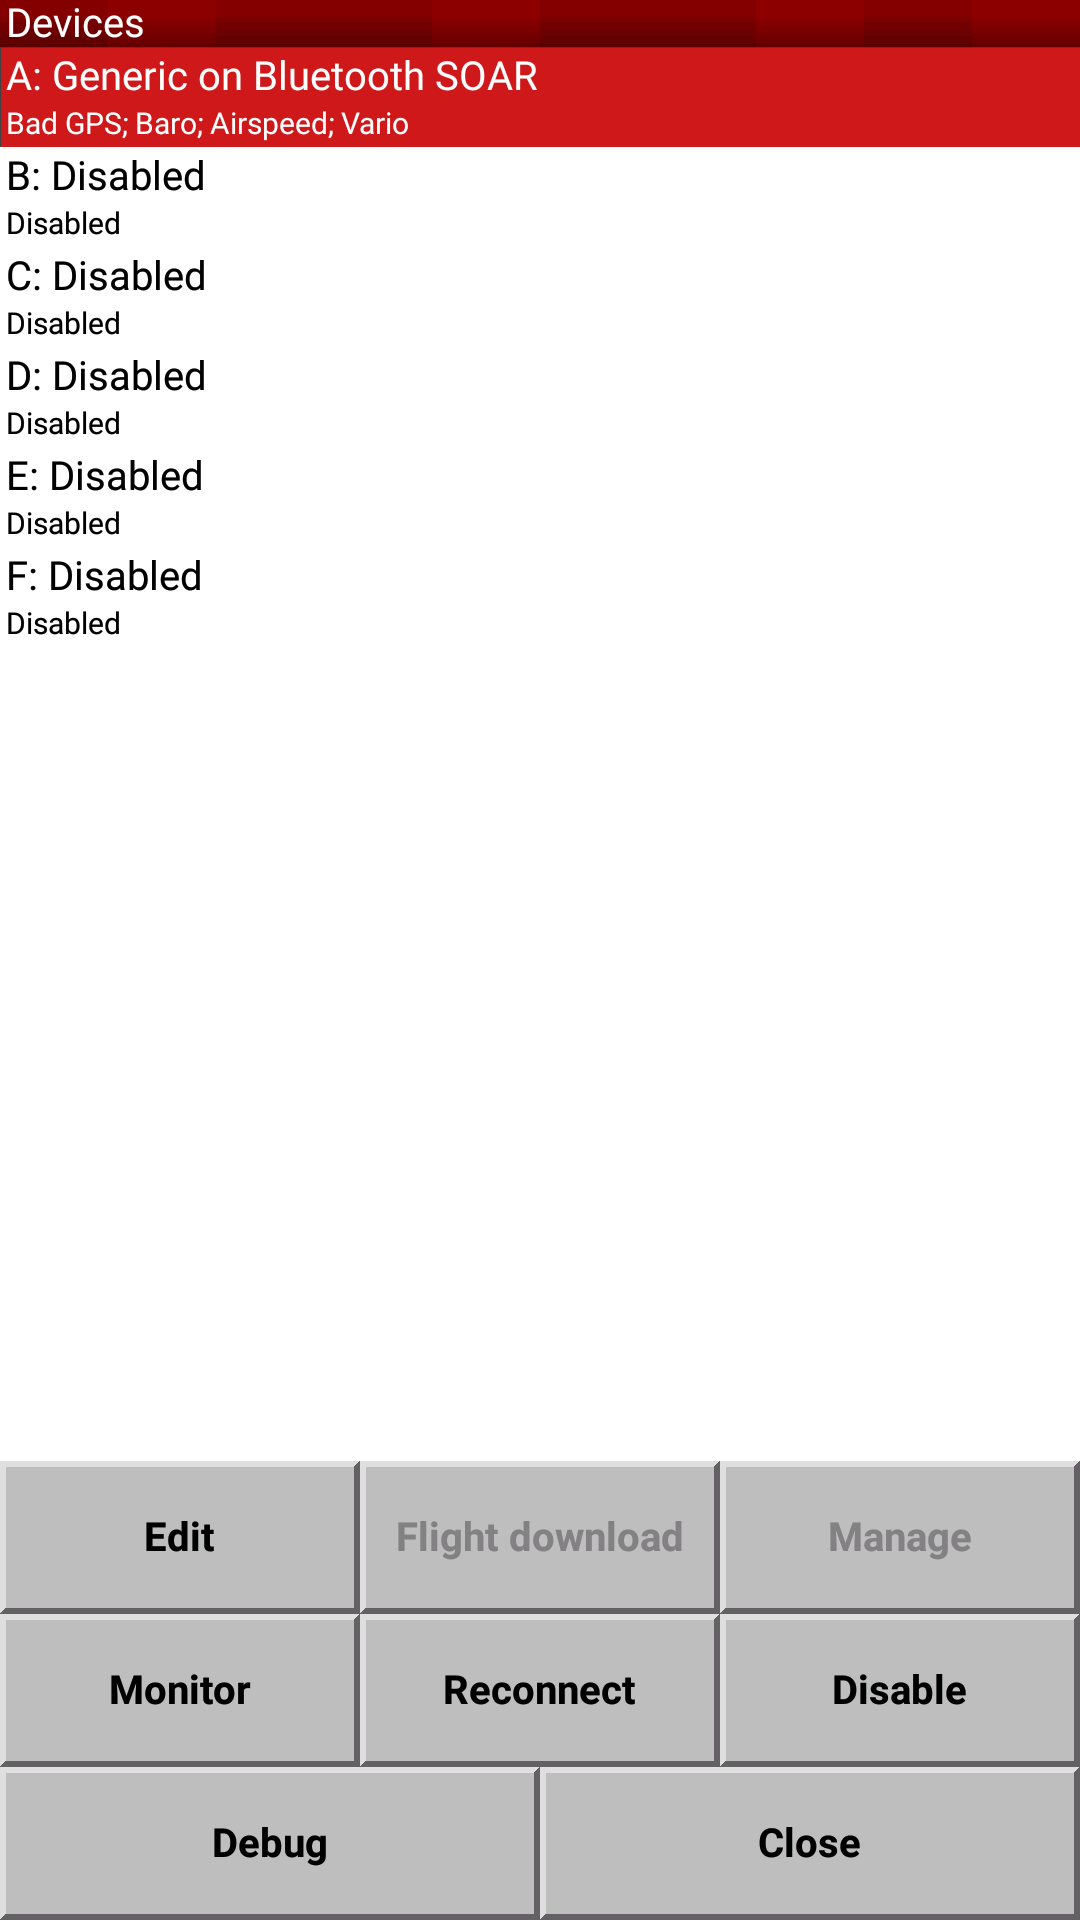 Devices
A: Generic on Bluetooth SOAR
Bad GPS; Baro; Airspeed; Vario
B: Disabled
Disabled
C: Disabled
Disabled
D: Disabled
Disabled
E: Disabled
Disabled
F: Disabled
Disabled
Edit Flight download Manage
Monitor Reconnect Disable
Debug Close